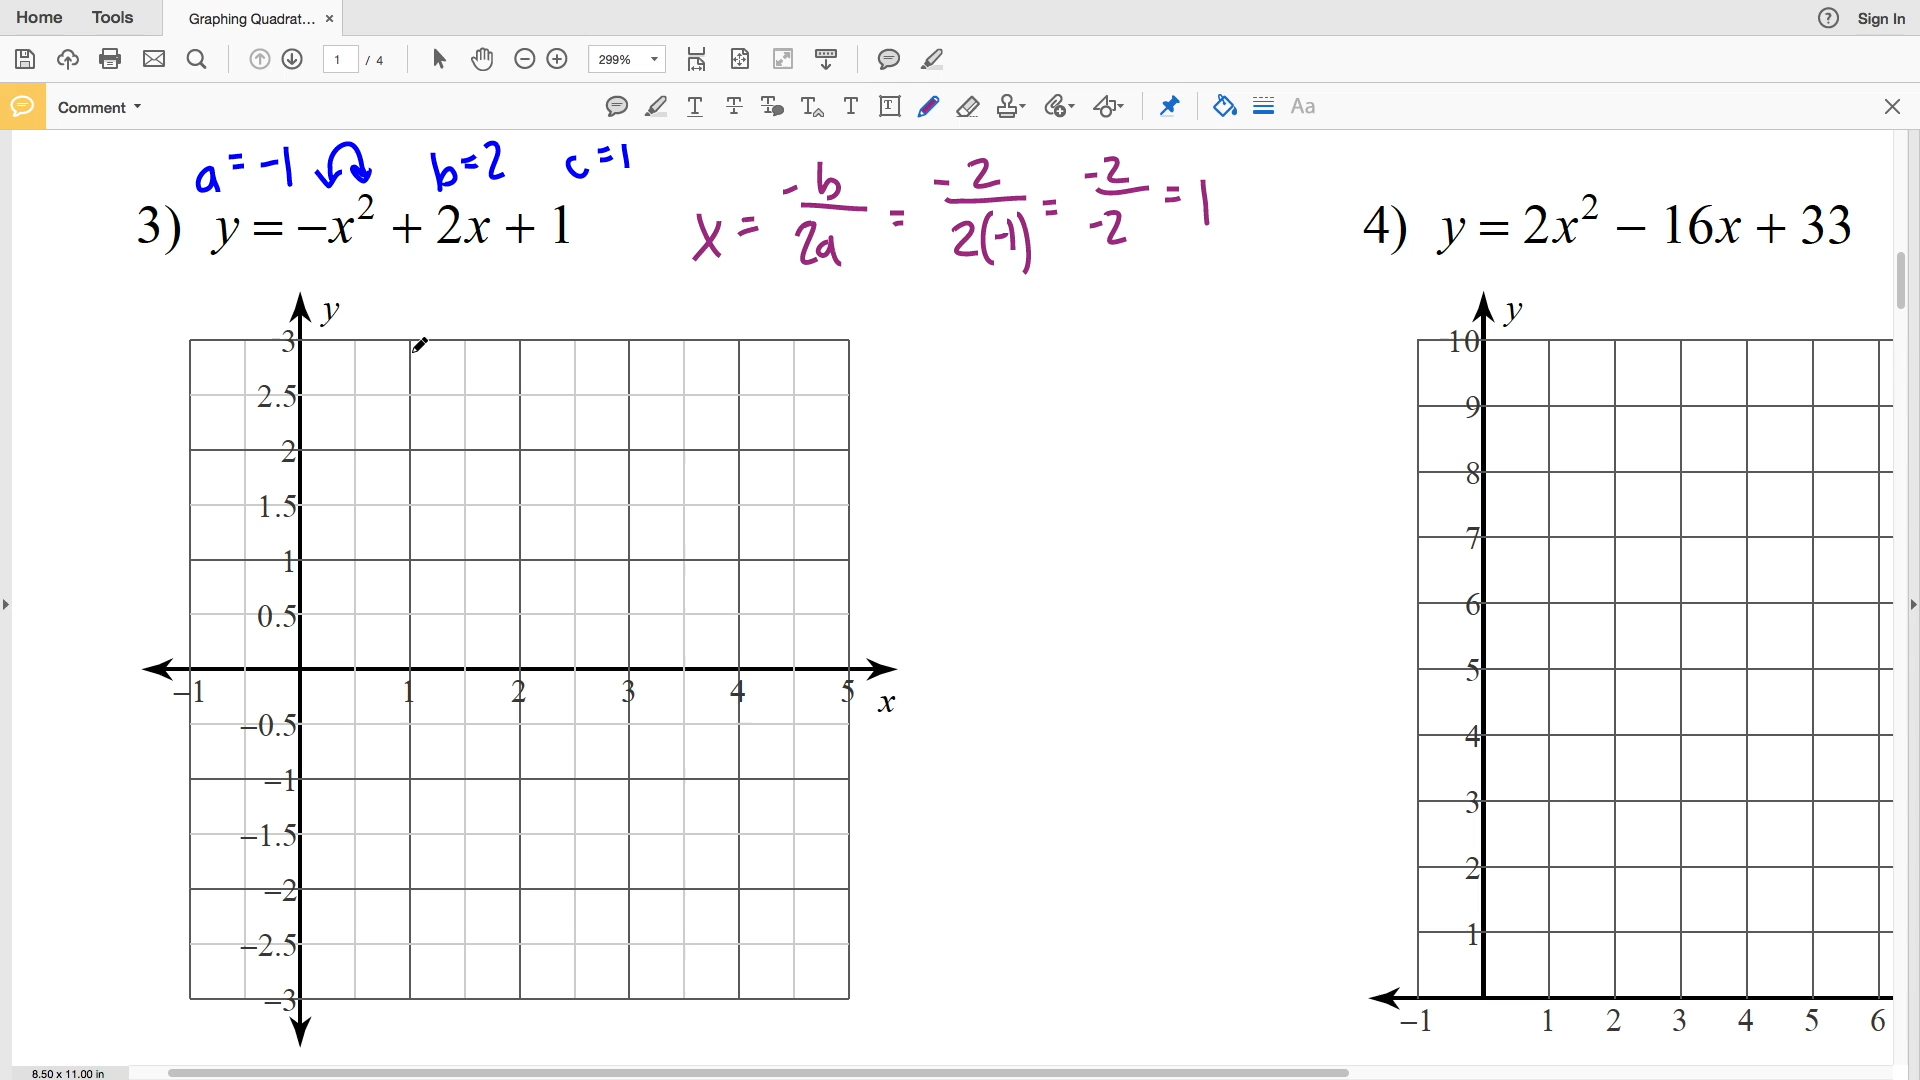 Home Tools Graphing Quadrat... × ? Sign In
1 / 4 299%
Comment T T T T T T Aa
a = -1 b=2 c=1
x = -b/2a = -2/2(-1) = -2/-2 = 1
3) y = −x² + 2x + 1
4) y = 2x² − 16x + 33
y
3
2.5
2
1.5
1
0.5
−1 1 2 3 4 5 x
−0.5
−1
−1.5
−2
−2.5
−3
y
10
9
8
7
6
5
4
3
2
1
−1 1 2 3 4 5 6
8.50 x 11.00 in